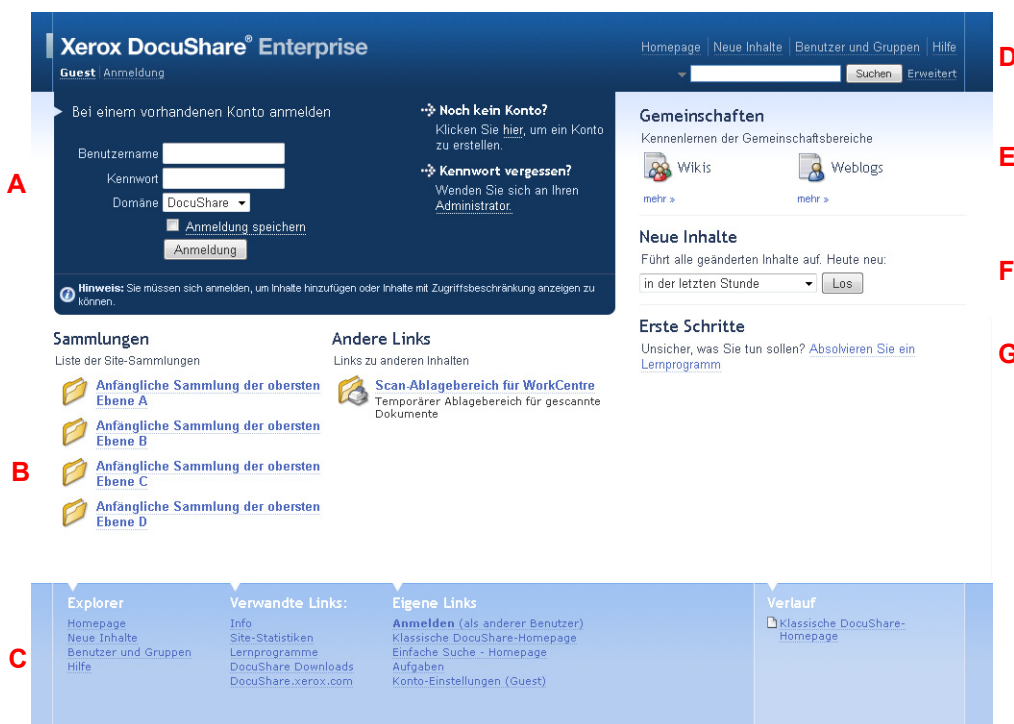 Xerox DocuShare® Enterprise
Guest Anmeldung
Homepage Neue Inhalte Benutzer und Gruppen Hilfe
Suchen Erweitert
D
A
Bei einem vorhandenen Konto anmelden
Benutzername
Kennwort
Domäne DocuShare
Anmeldung speichern
Anmeldung
Noch kein Konto?
Klicken Sie hier, um ein Konto
zu erstellen.
Kennwort vergessen?
Wenden Sie sich an Ihren
Administrator.
Hinweis: Sie müssen sich anmelden, um Inhalte hinzufügen oder Inhalte mit Zugriffsbeschränkung anzeigen zu
können.
Gemeinschaften
Kennenlernen der Gemeinschaftsbereiche
Wikis Weblogs
mehr » mehr »
E
Neue Inhalte
Führt alle geänderten Inhalte auf. Heute neu:
in der letzten Stunde Los
F
Erste Schritte
Unsicher, was Sie tun sollen? Absolvieren Sie ein
Lernprogramm
G
Sammlungen
Liste der Site-Sammlungen
Anfängliche Sammlung der obersten
Ebene A
Anfängliche Sammlung der obersten
Ebene B
B
Anfängliche Sammlung der obersten
Ebene C
Anfängliche Sammlung der obersten
Ebene D
Andere Links
Links zu anderen Inhalten
Scan-Ablagebereich für WorkCentre
Temporärer Ablagebereich für gescannte
Dokumente
C
Explorer
Homepage
Neue Inhalte
Benutzer und Gruppen
Hilfe
Verwandte Links:
Info
Site-Statistiken
Lernprogramme
DocuShare Downloads
DocuShare.xerox.com
Eigene Links
Anmelden (als anderer Benutzer)
Klassische DocuShare-Homepage
Einfache Suche - Homepage
Aufgaben
Konto-Einstellungen (Guest)
Verlauf
Klassische DocuShare-
Homepage